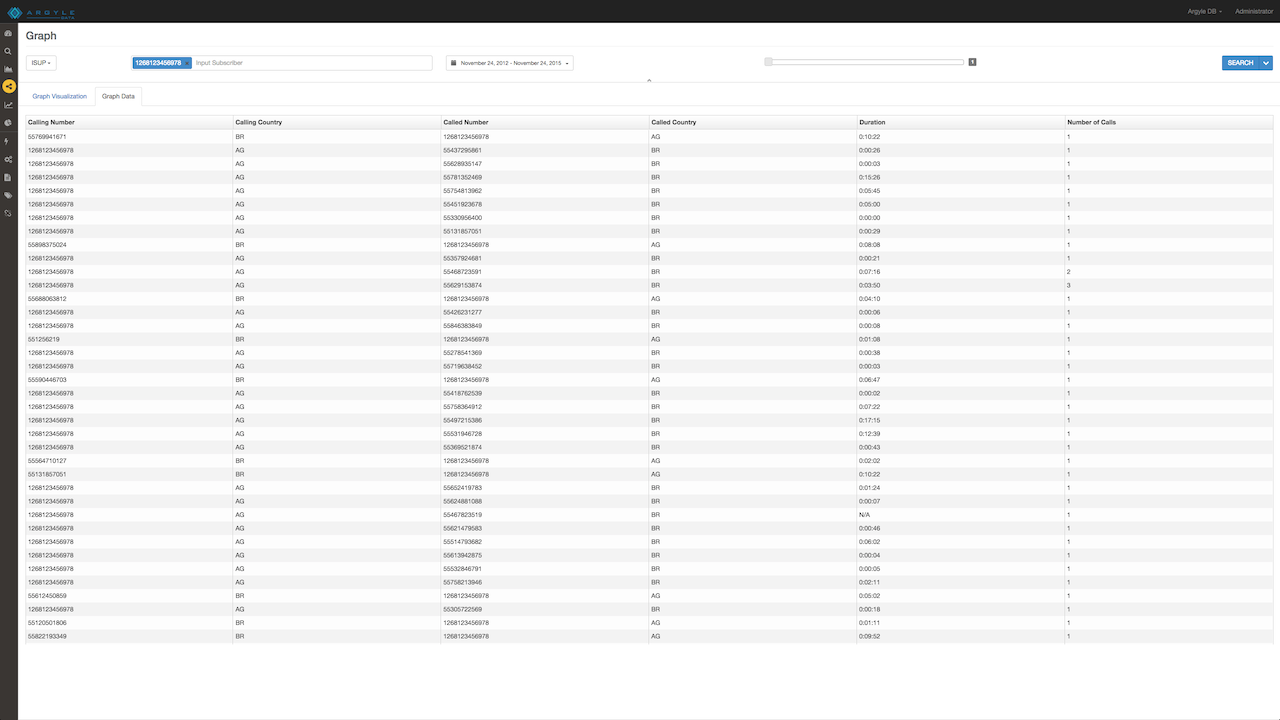 ARGYLE DATA Argyle DB Administrator
Graph
ISUP 1268123456978 × Input Subscriber November 24, 2012 - November 24, 2015 1 SEARCH
Graph Visualization Graph Data
Calling Number Calling Country Called Number Called Country Duration Number of Calls
55769941671 BR 1268123456978 AG 0:10:22 1
1268123456978 AG 55437295861 BR 0:00:26 1
1268123456978 AG 55628935147 BR 0:00:03 1
1268123456978 AG 55781352469 BR 0:15:26 1
1268123456978 AG 55754813962 BR 0:05:45 1
1268123456978 AG 55451923678 BR 0:05:00 1
1268123456978 AG 55330956400 BR 0:00:00 1
1268123456978 AG 55131857051 BR 0:00:29 1
55898375024 BR 1268123456978 AG 0:08:08 1
1268123456978 AG 55357924681 BR 0:00:21 1
1268123456978 AG 55468723591 BR 0:07:16 2
1268123456978 AG 55629153874 BR 0:03:50 3
55688063812 BR 1268123456978 AG 0:04:10 1
1268123456978 AG 55426231277 BR 0:00:06 1
1268123456978 AG 55846383849 BR 0:00:08 1
551256219 BR 1268123456978 AG 0:01:08 1
1268123456978 AG 55278541369 BR 0:00:38 1
1268123456978 AG 55719638452 BR 0:00:03 1
55590446703 BR 1268123456978 AG 0:06:47 1
1268123456978 AG 55418762539 BR 0:00:02 1
1268123456978 AG 55758364912 BR 0:07:22 1
1268123456978 AG 55497215386 BR 0:17:15 1
1268123456978 AG 55531946728 BR 0:12:39 1
1268123456978 AG 55369521874 BR 0:00:43 1
55564710127 BR 1268123456978 AG 0:02:02 1
55131857051 BR 1268123456978 AG 0:10:22 1
1268123456978 AG 55652419783 BR 0:01:24 1
1268123456978 AG 55624881088 BR 0:00:07 1
1268123456978 AG 55467823519 BR N/A 1
1268123456978 AG 55621479583 BR 0:00:46 1
1268123456978 AG 55514793682 BR 0:06:02 1
1268123456978 AG 55613942875 BR 0:00:04 1
1268123456978 AG 55532846791 BR 0:00:05 1
1268123456978 AG 55758213946 BR 0:02:11 1
55612450859 BR 1268123456978 AG 0:05:02 1
1268123456978 AG 55305722569 BR 0:00:18 1
55120501806 BR 1268123456978 AG 0:01:11 1
55822193349 BR 1268123456978 AG 0:09:52 1